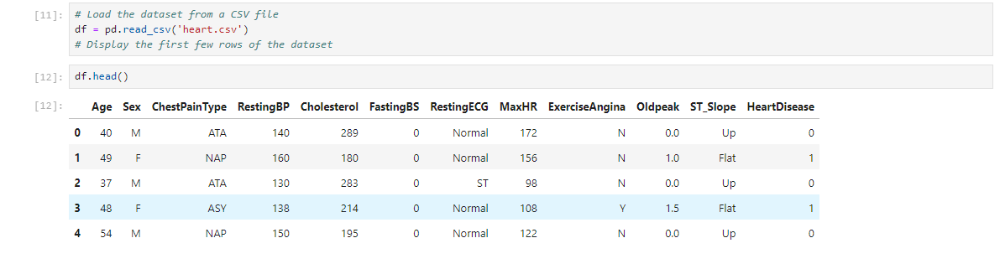 [11]: # Load the dataset from a CSV file
df = pd.read_csv('heart.csv')
# Display the first few rows of the dataset
[12]: df.head()
[12]: Age Sex ChestPainType RestingBP Cholesterol FastingBS RestingECG MaxHR ExerciseAngina Oldpeak ST_Slope HeartDisease
0 40 M ATA 140 289 0 Normal 172 N 0.0 Up 0
1 49 F NAP 160 180 0 Normal 156 N 1.0 Flat 1
2 37 M ATA 130 283 0 ST 98 N 0.0 Up 0
3 48 F ASY 138 214 0 Normal 108 Y 1.5 Flat 1
4 54 M NAP 150 195 0 Normal 122 N 0.0 Up 0